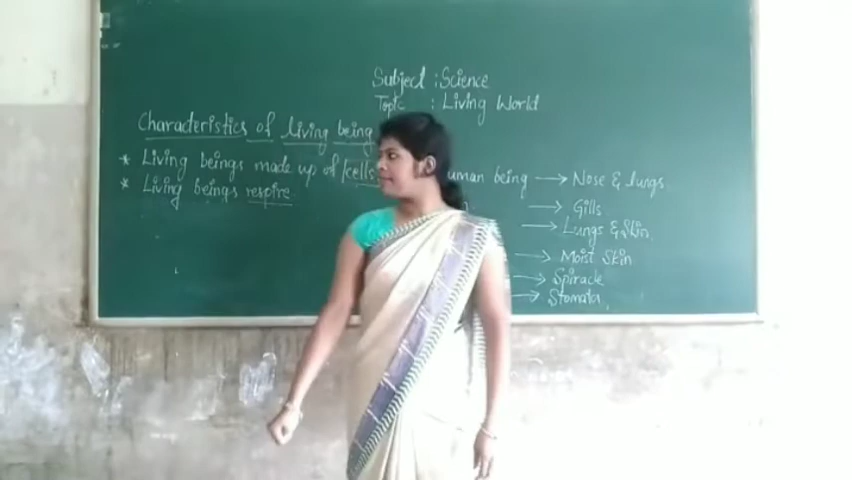 Subject : Science
Topic : Living World
Characteristics of living being
* Living beings made up of cells
* Living beings respire
uman being → Nose & lungs
→ Gills
→ Lungs & Skin
→ Moist Skin
→ Spiracle
→ Stomata